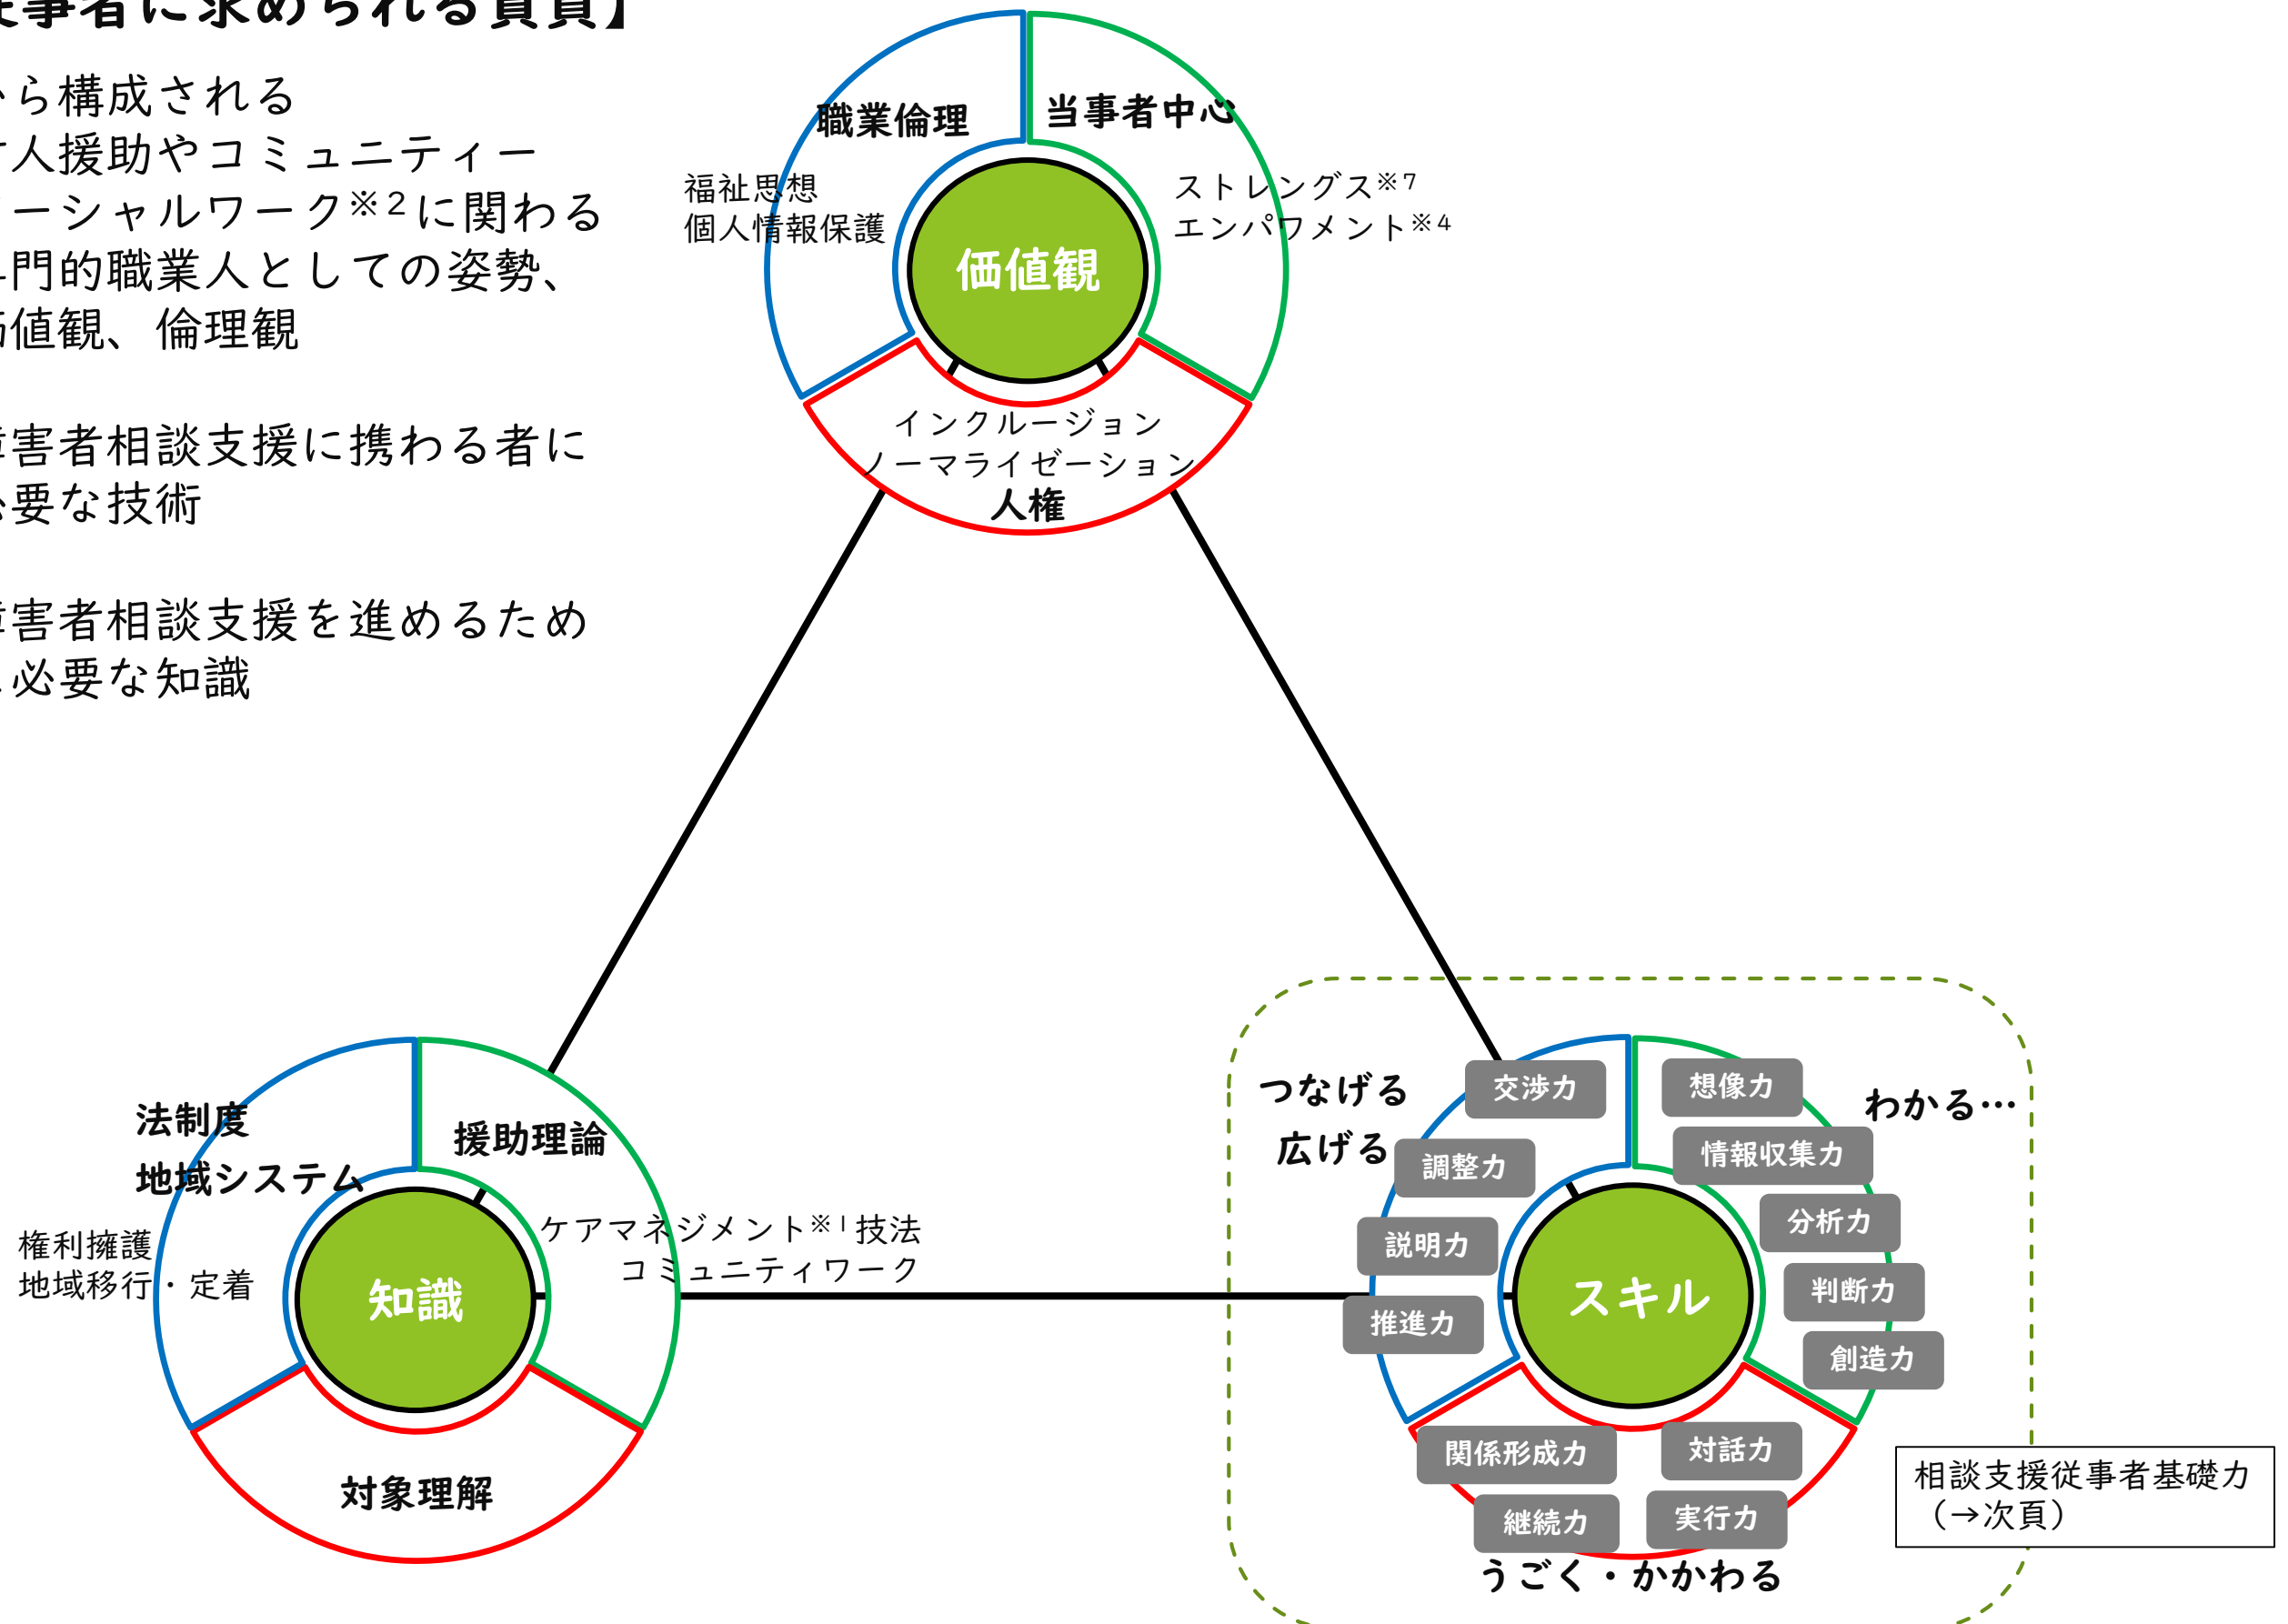 従事者に求められる資質】
から構成される
対人援助やコミュニティー
ソーシャルワーク※2に関わる
専門的職業人としての姿勢、
価値観、倫理観
障害者相談支援に携わる者に
必要な技術
障害者相談支援を進めるため
必要な知識
職業倫理
当事者中心
福祉思想
個人情報保護
ストレングス※7
エンパワメント※4
価値観
インクルージョン
ノーマライゼーション
人権
法制度
地域システム
援助理論
権利擁護
地域移行・定着
ケアマネジメント※1技法
コミュニティワーク
知識
対象理解
つなげる
広げる
わかる…
交渉力
調整力
説明力
推進力
想像力
情報収集力
分析力
判断力
創造力
スキル
関係形成力
対話力
継続力
実行力
うごく・かかわる
相談支援従事者基礎力
（→次頁）